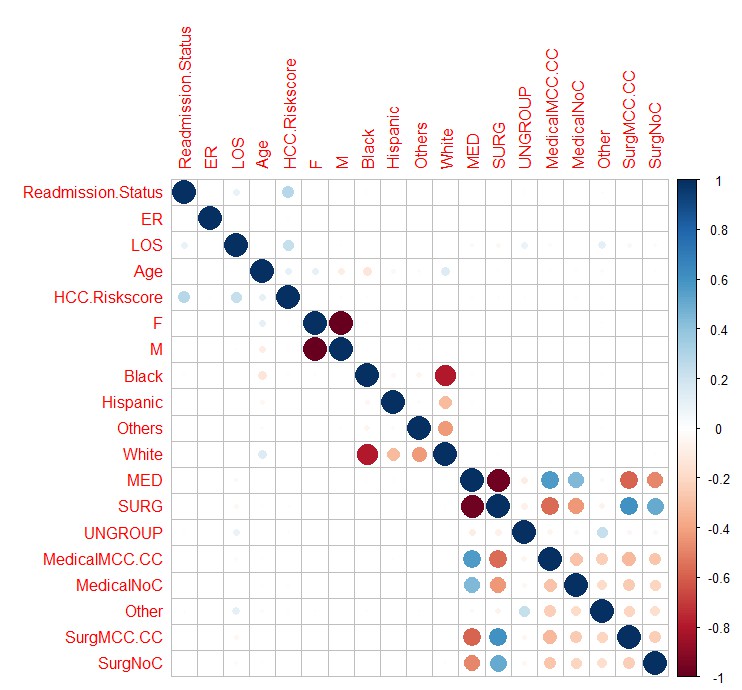 Readmission.Status
ER
LOS
Age
HCC.Riskscore
F
M
Black
Hispanic
Others
White
MED
SURG
UNGROUP
MedicalMCC.CC
MedicalNoC
Other
SurgMCC.CC
SurgNoC
Readmission.Status
ER
LOS
Age
HCC.Riskscore
F
M
Black
Hispanic
Others
White
MED
SURG
UNGROUP
MedicalMCC.CC
MedicalNoC
Other
SurgMCC.CC
SurgNoC
1
0.8
0.6
0.4
0.2
0
-0.2
-0.4
-0.6
-0.8
-1